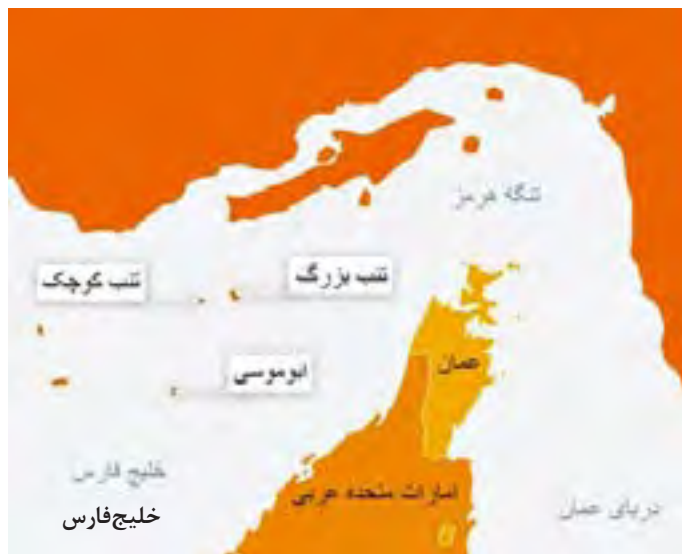 تنگه هرمز
تنب بزرگ
تنب کوچک
عمان
ابوموسی
خلیج فارس
امارات متحده عربی
دریای عمان
خلیج‌فارس